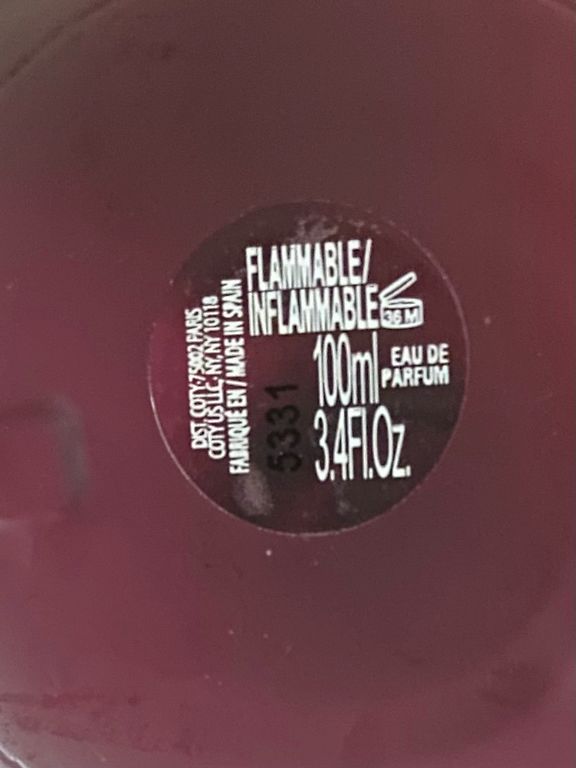 FLAMMABLE/
INFLAMMABLE
36 M
100ml
EAU DE
PARFUM
3.4Fl.Oz.
DIST. COTY 75002 PARIS
COTY US LLC, NY, NY 10118
FABRIQUÉ EN / MADE IN SPAIN
5331